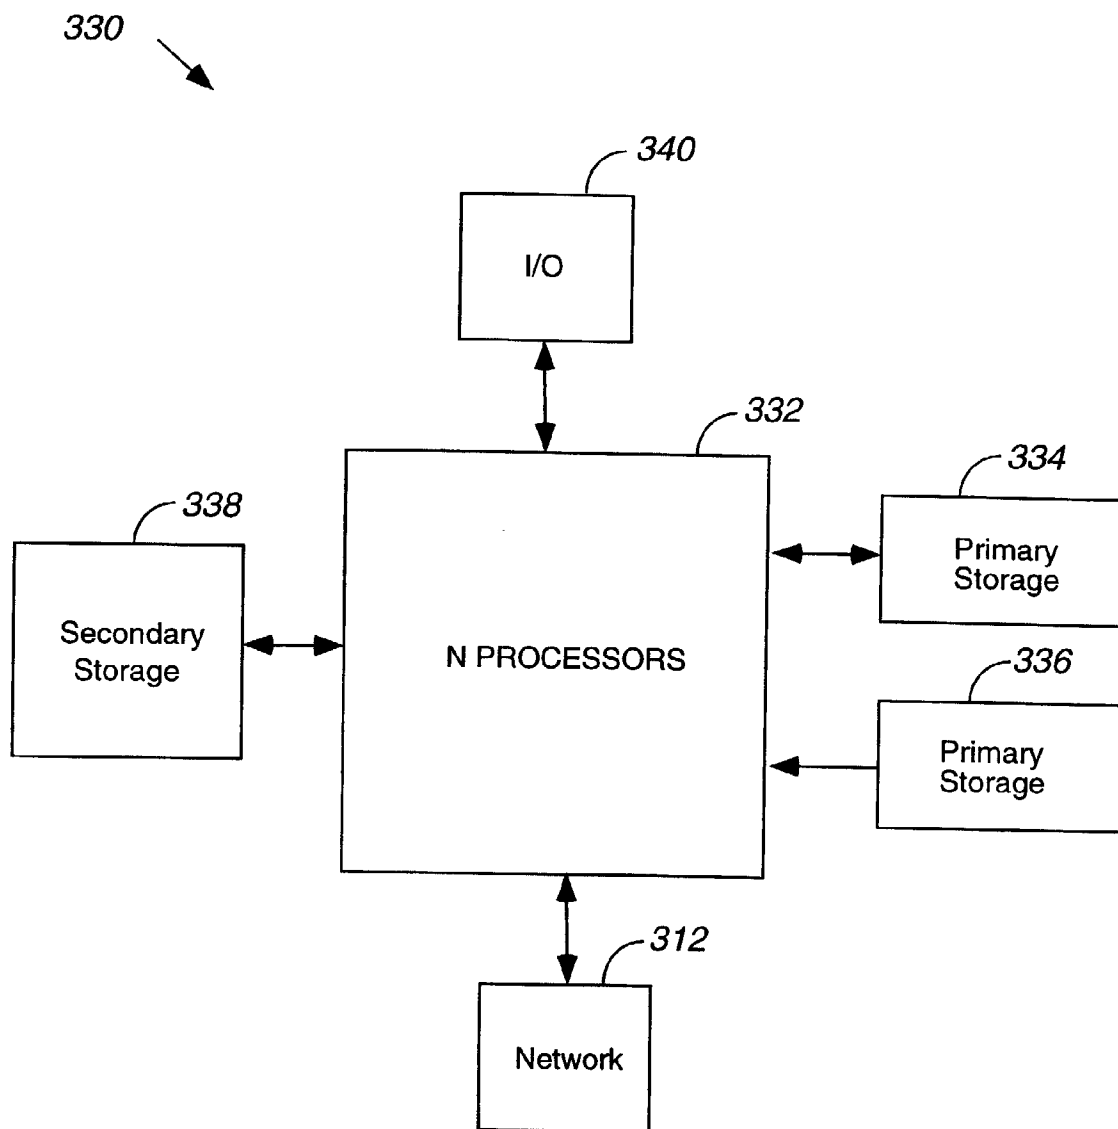 330
340
I/O
332
334
338
Primary
Storage
Secondary
Storage
N PROCESSORS
336
Primary
Storage
312
Network